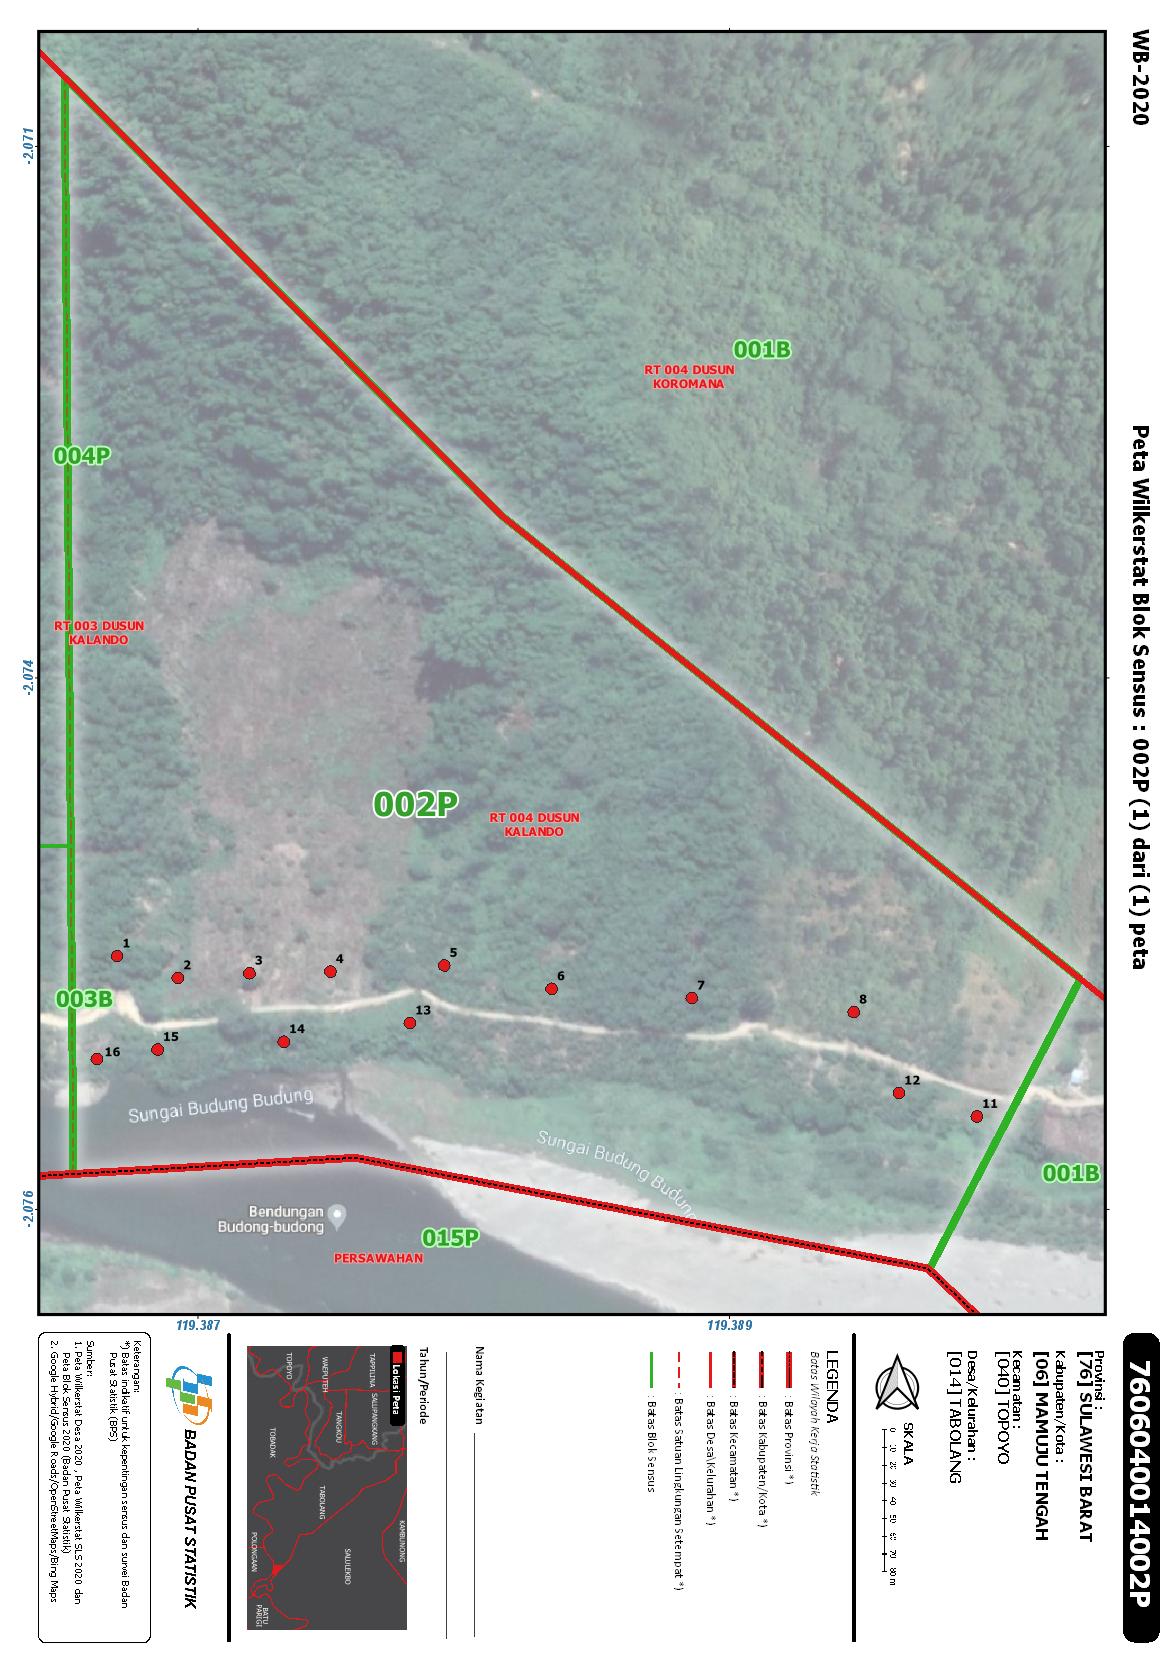 WB-2020
Peta Wilkerstat Blok Sensus : 002P (1) dari (1) peta
-2.071
-2.074
-2.076
119.387
119.389
001B
RT 004 DUSUN
KOROMANA
004P
RT 003 DUSUN
KALANDO
002P
RT 004 DUSUN
KALANDO
1
2
3
4
5
6
7
8
003B
13
14
15
16
12
11
Sungai Budung Budung
Sungai Budung Budung
001B
Bendungan
Budong-budong
015P
PERSAWAHAN
7606040014002P
Provinsi :
[76] SULAWESI BARAT
Kabupaten/Kota :
[06] MAMUJU TENGAH
Kecamatan :
[040] TOPOYO
Desa/Kelurahan :
[014] TABOLANG
SKALA
0 10 20 30 40 50 60 70 80 m
LEGENDA
Batas Wilayah Kerja Statistik
: Batas Provinsi *)
: Batas Kabupaten/Kota *)
: Batas Kecamatan *)
: Batas Desa\Kelurahan *)
: Batas Satuan Lingkungan Setempat *)
: Batas Blok Sensus
Nama Kegiatan
Tahun/Periode
Lokasi Peta
TAPPILINA
SALUPANGKANG
KAMBUNONG
WAEPUTEH
TANGKOU
SALULEKBO
TOPOYO
TABOLANG
TOBADAK
POLONGAAN
BATU
PARIGI
BADAN PUSAT STATISTIK
Keterangan:
*) Batas indikatif untuk kepentingan sensus dan survei Badan
Pusat Statistik (BPS)
Sumber:
1. Peta Wilkerstat Desa 2020 , Peta Wilkerstat SLS 2020 dan
Peta Blok Sensus 2020 (Badan Pusat Statistik)
2. Google Hybrid/Google Roads/OpenStreetMaps/Bing Maps